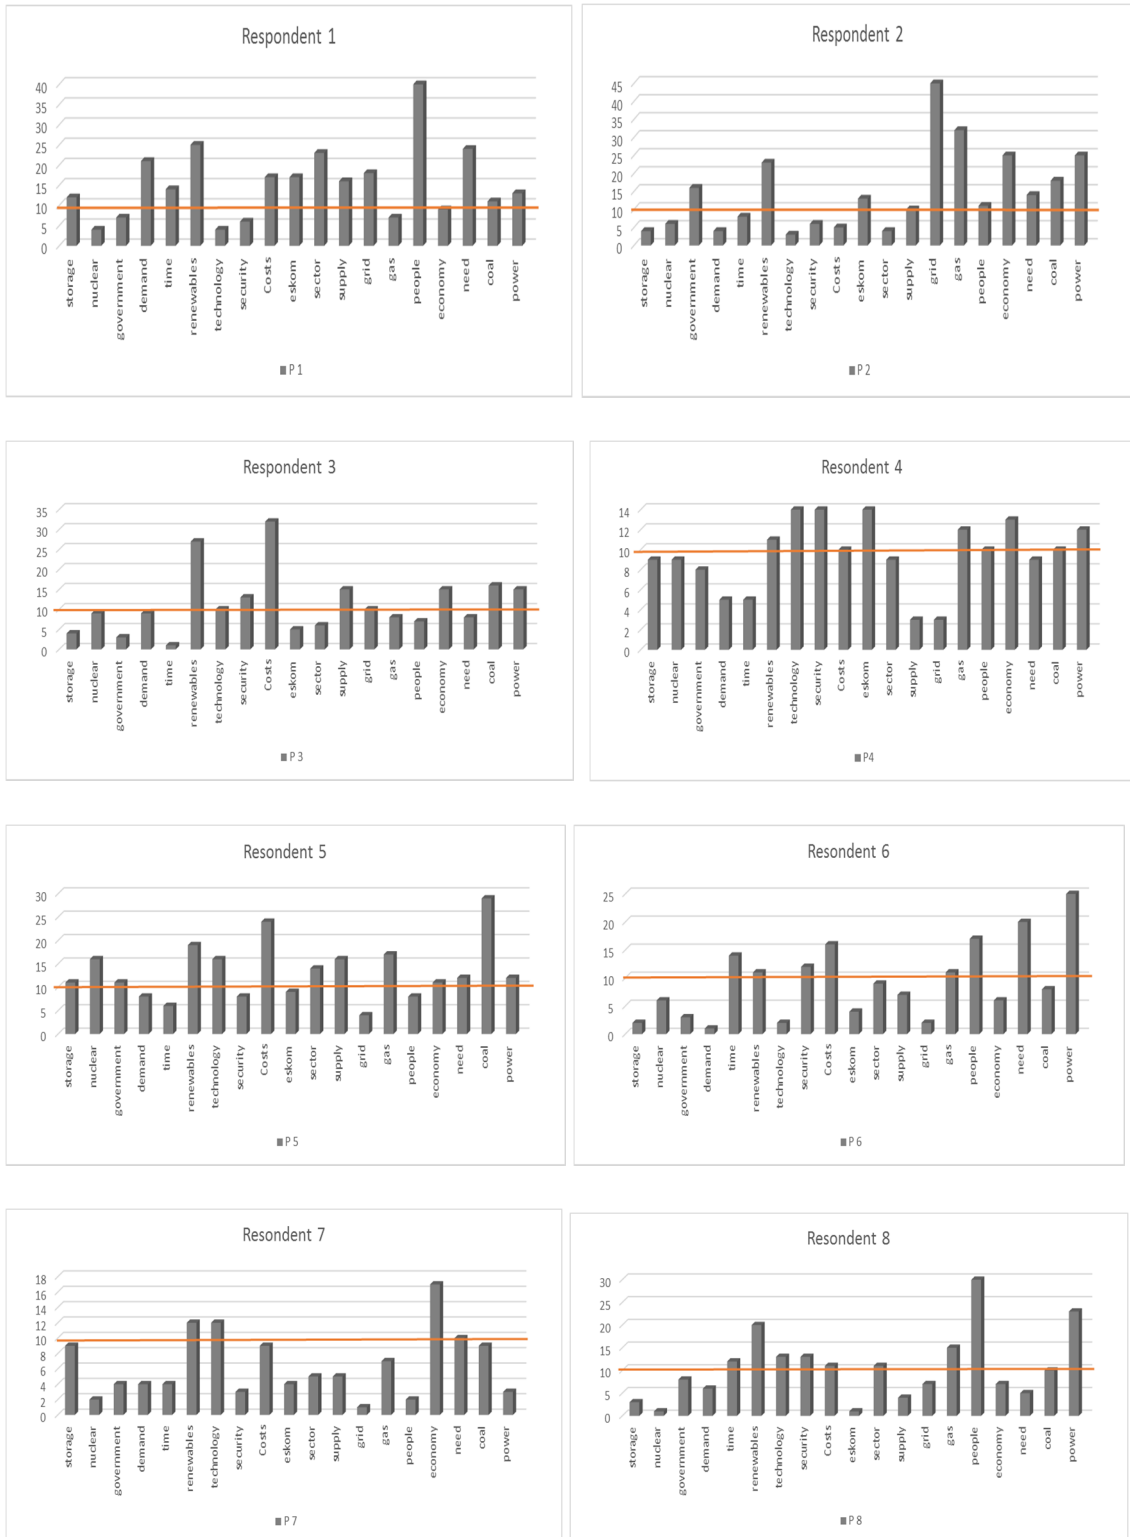 Respondent 1
40
35
30
25
20
15
10
5
0
storage
nuclear
government
demand
time
renewables
technology
security
Costs
eskom
sector
supply
grid
gas
people
economy
need
coal
power
P 1
Respondent 2
45
40
35
30
25
20
15
10
5
0
storage
nuclear
government
demand
time
renewables
technology
security
Costs
eskom
sector
supply
grid
gas
people
economy
need
coal
power
P 2
Respondent 3
35
30
25
20
15
10
5
0
storage
nuclear
government
demand
time
renewables
technology
security
Costs
eskom
sector
supply
grid
gas
people
economy
need
coal
power
P 3
Resondent 4
14
12
10
8
6
4
2
0
storage
nuclear
government
demand
time
renewables
technology
security
Costs
eskom
sector
supply
grid
gas
people
economy
need
coal
power
P4
Resondent 5
30
25
20
15
10
5
0
storage
nuclear
government
demand
time
renewables
technology
security
Costs
eskom
sector
supply
grid
gas
people
economy
need
coal
power
P 5
Resondent 6
25
20
15
10
5
0
storage
nuclear
government
demand
time
renewables
technology
security
Costs
eskom
sector
supply
grid
gas
people
economy
need
coal
power
P 6
Resondent 7
18
16
14
12
10
8
6
4
2
0
storage
nuclear
government
demand
time
renewables
technology
security
Costs
eskom
sector
supply
grid
gas
people
economy
need
coal
power
P 7
Resondent 8
30
25
20
15
10
5
0
storage
nuclear
government
demand
time
renewables
technology
security
Costs
eskom
sector
supply
grid
gas
people
economy
need
coal
power
P 8